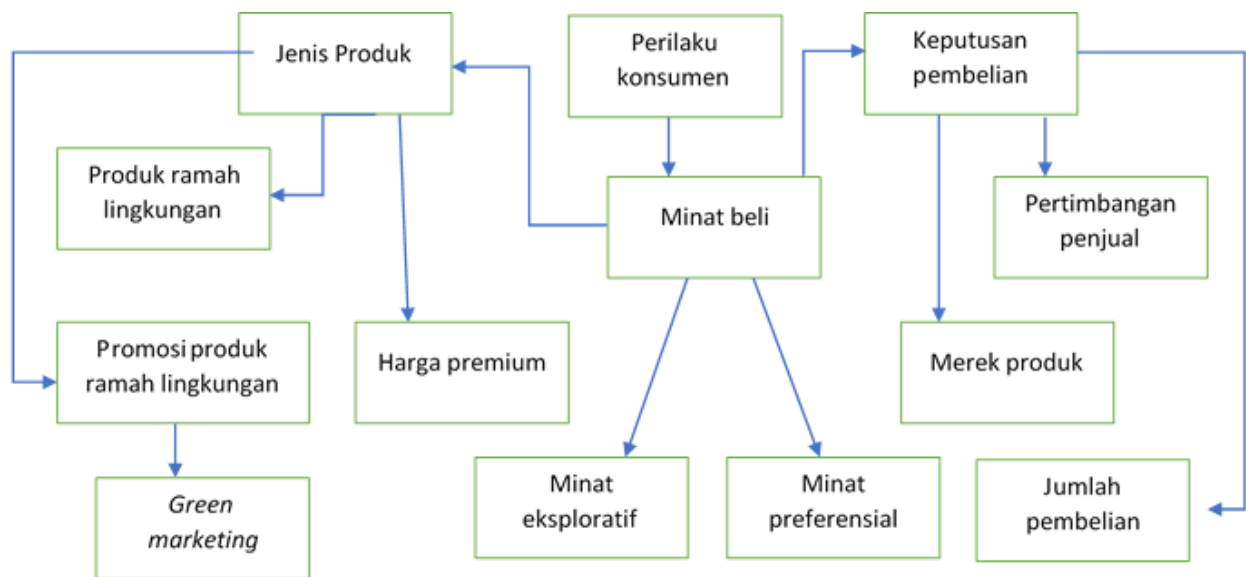 Jenis Produk
Perilaku
konsumen
Keputusan
pembelian
Produk ramah
lingkungan
Minat beli
Pertimbangan
penjual
Promosi produk
ramah lingkungan
Harga premium
Merek produk
Green
marketing
Minat
eksploratif
Minat
preferensial
Jumlah
pembelian